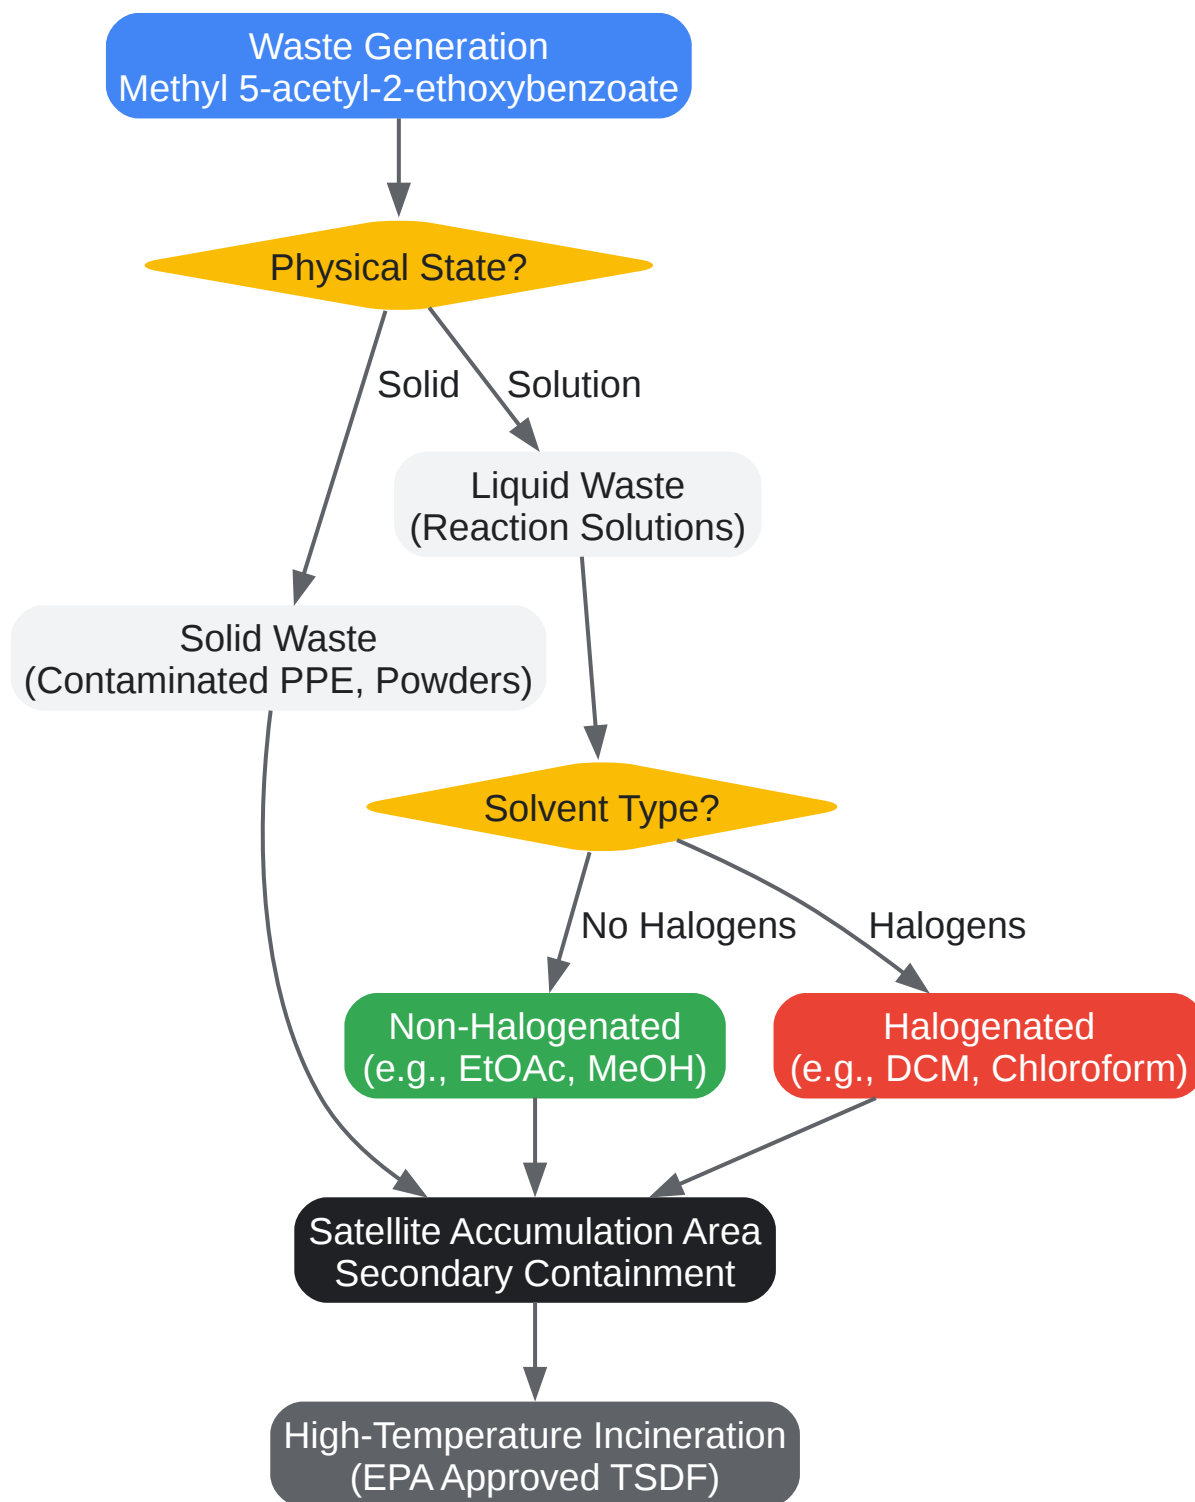 Waste Generation
Methyl 5-acetyl-2-ethoxybenzoate
Physical State?
Solid
Solution
Liquid Waste
(Reaction Solutions)
Solid Waste
(Contaminated PPE, Powders)
Solvent Type?
No Halogens
Halogens
Non-Halogenated
(e.g., EtOAc, MeOH)
Halogenated
(e.g., DCM, Chloroform)
Satellite Accumulation Area
Secondary Containment
High-Temperature Incineration
(EPA Approved TSDF)